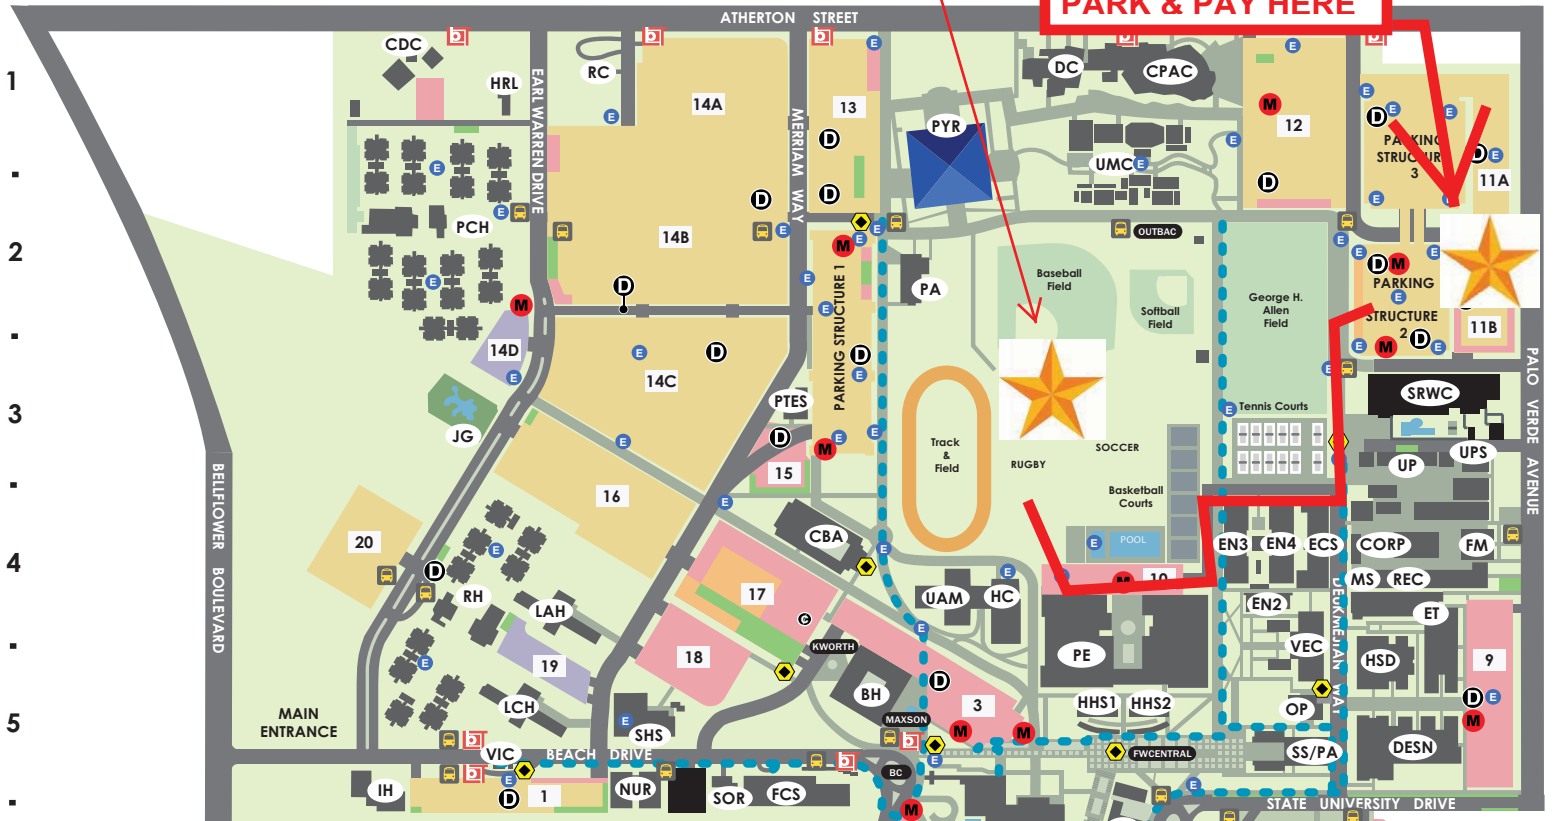 PARK & PAY HERE
ATHERTON STREET
CDC
HRL
RC
EARL WARREN DRIVE
14A
MERRIAM WAY
13
PYR
DC
CPAC
UMC
12
PARKING
STRUCTURE
3
11A
1
PCH
14B
2
PARKING STRUCTURE 1
PA
OUTBAC
Baseball
Field
Softball
Field
George H.
Allen
Field
PARKING
STRUCTURE
2
11B
14D
14C
PTES
JG
3
15
16
Track
& Field
RUGBY
SOCCER
Basketball
Courts
Tennis Courts
SRWC
UP
UPS
PALO VERDE AVENUE
BELLFLOWER BOULEVARD
20
4
CBA
POOL
EN3
EN4
ECS
CORP
FM
10
MS
REC
RH
LAH
17
UAM
HC
EN2
ET
DEUKMEJIAN WAY
KWORTH
PE
VEC
HSD
9
19
18
BH
LCH
SHS
MAXSON
3
HHS1
HHS2
OP
MAIN
ENTRANCE
5
VIC
BEACH DRIVE
FWCENTRAL
SS/PA
DESN
BC
IH
1
NUR
SOR
FCS
STATE UNIVERSITY DRIVE